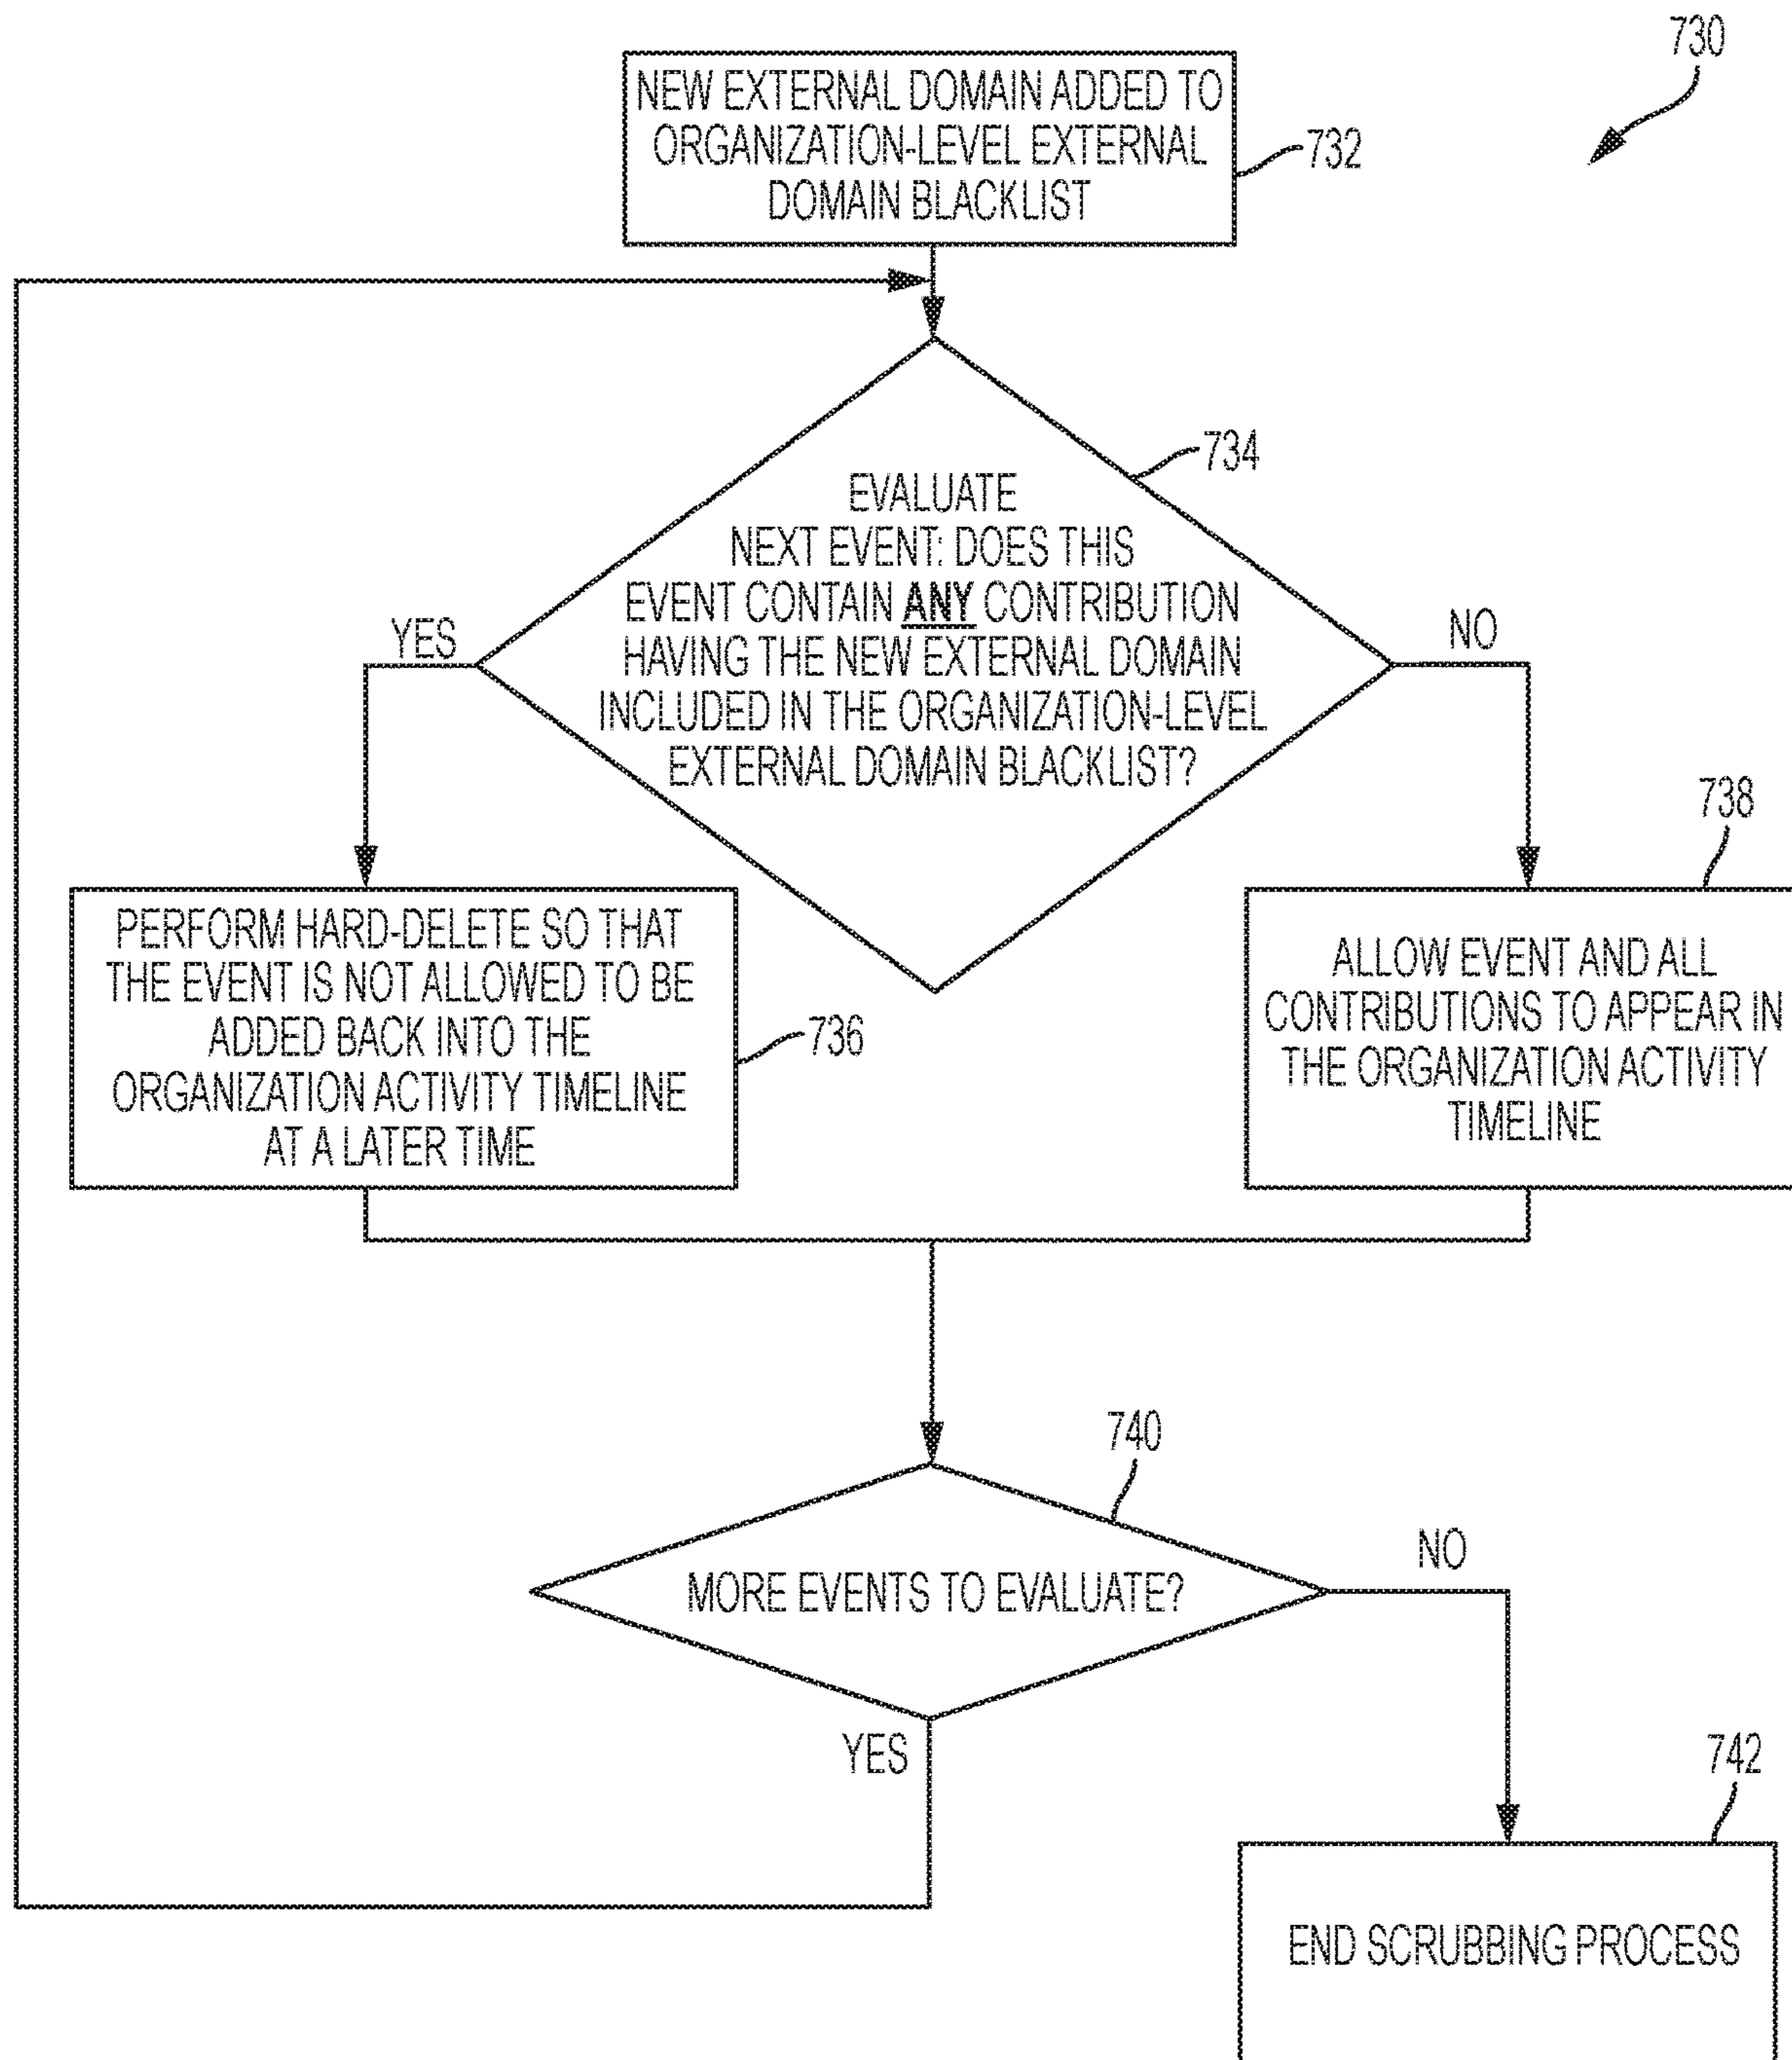 730
NEW EXTERNAL DOMAIN ADDED TO
ORGANIZATION-LEVEL EXTERNAL
DOMAIN BLACKLIST
732
734
EVALUATE
NEXT EVENT: DOES THIS
EVENT CONTAIN ANY CONTRIBUTION
HAVING THE NEW EXTERNAL DOMAIN
INCLUDED IN THE ORGANIZATION-LEVEL
EXTERNAL DOMAIN BLACKLIST?
YES
NO
738
PERFORM HARD-DELETE SO THAT
THE EVENT IS NOT ALLOWED TO BE
ADDED BACK INTO THE
ORGANIZATION ACTIVITY TIMELINE
AT A LATER TIME
736
ALLOW EVENT AND ALL
CONTRIBUTIONS TO APPEAR IN
THE ORGANIZATION ACTIVITY
TIMELINE
740
MORE EVENTS TO EVALUATE?
NO
YES
742
END SCRUBBING PROCESS